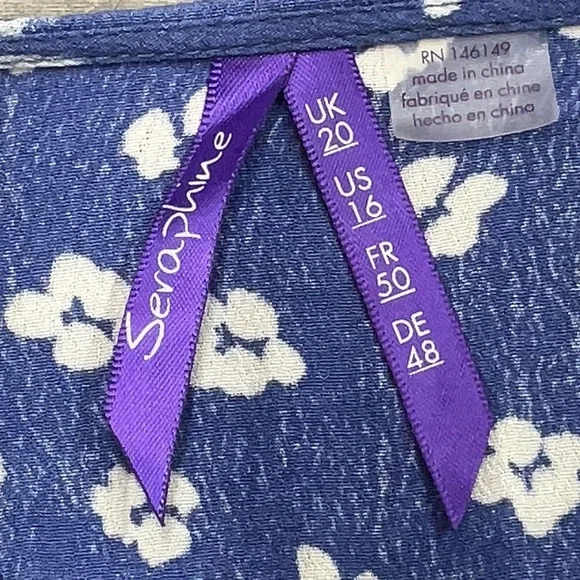 Seraphine
UK
20
US
16
FR
50
DE
48
RN 146149
made in china
fabriqué en chine
hecho en china